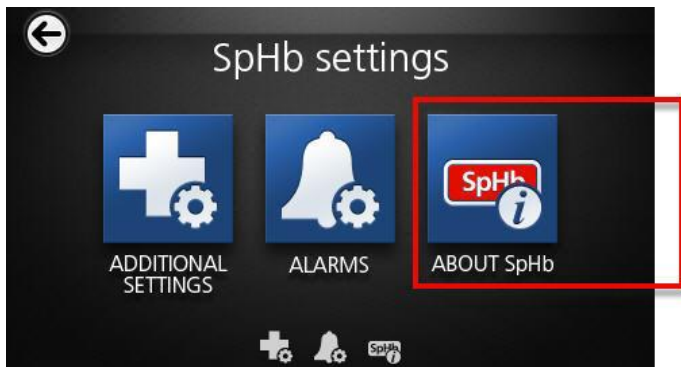 SpHb settings
SpHb
i
ADDITIONAL
SETTINGS
ALARMS
ABOUT SpHb
SpHb
i